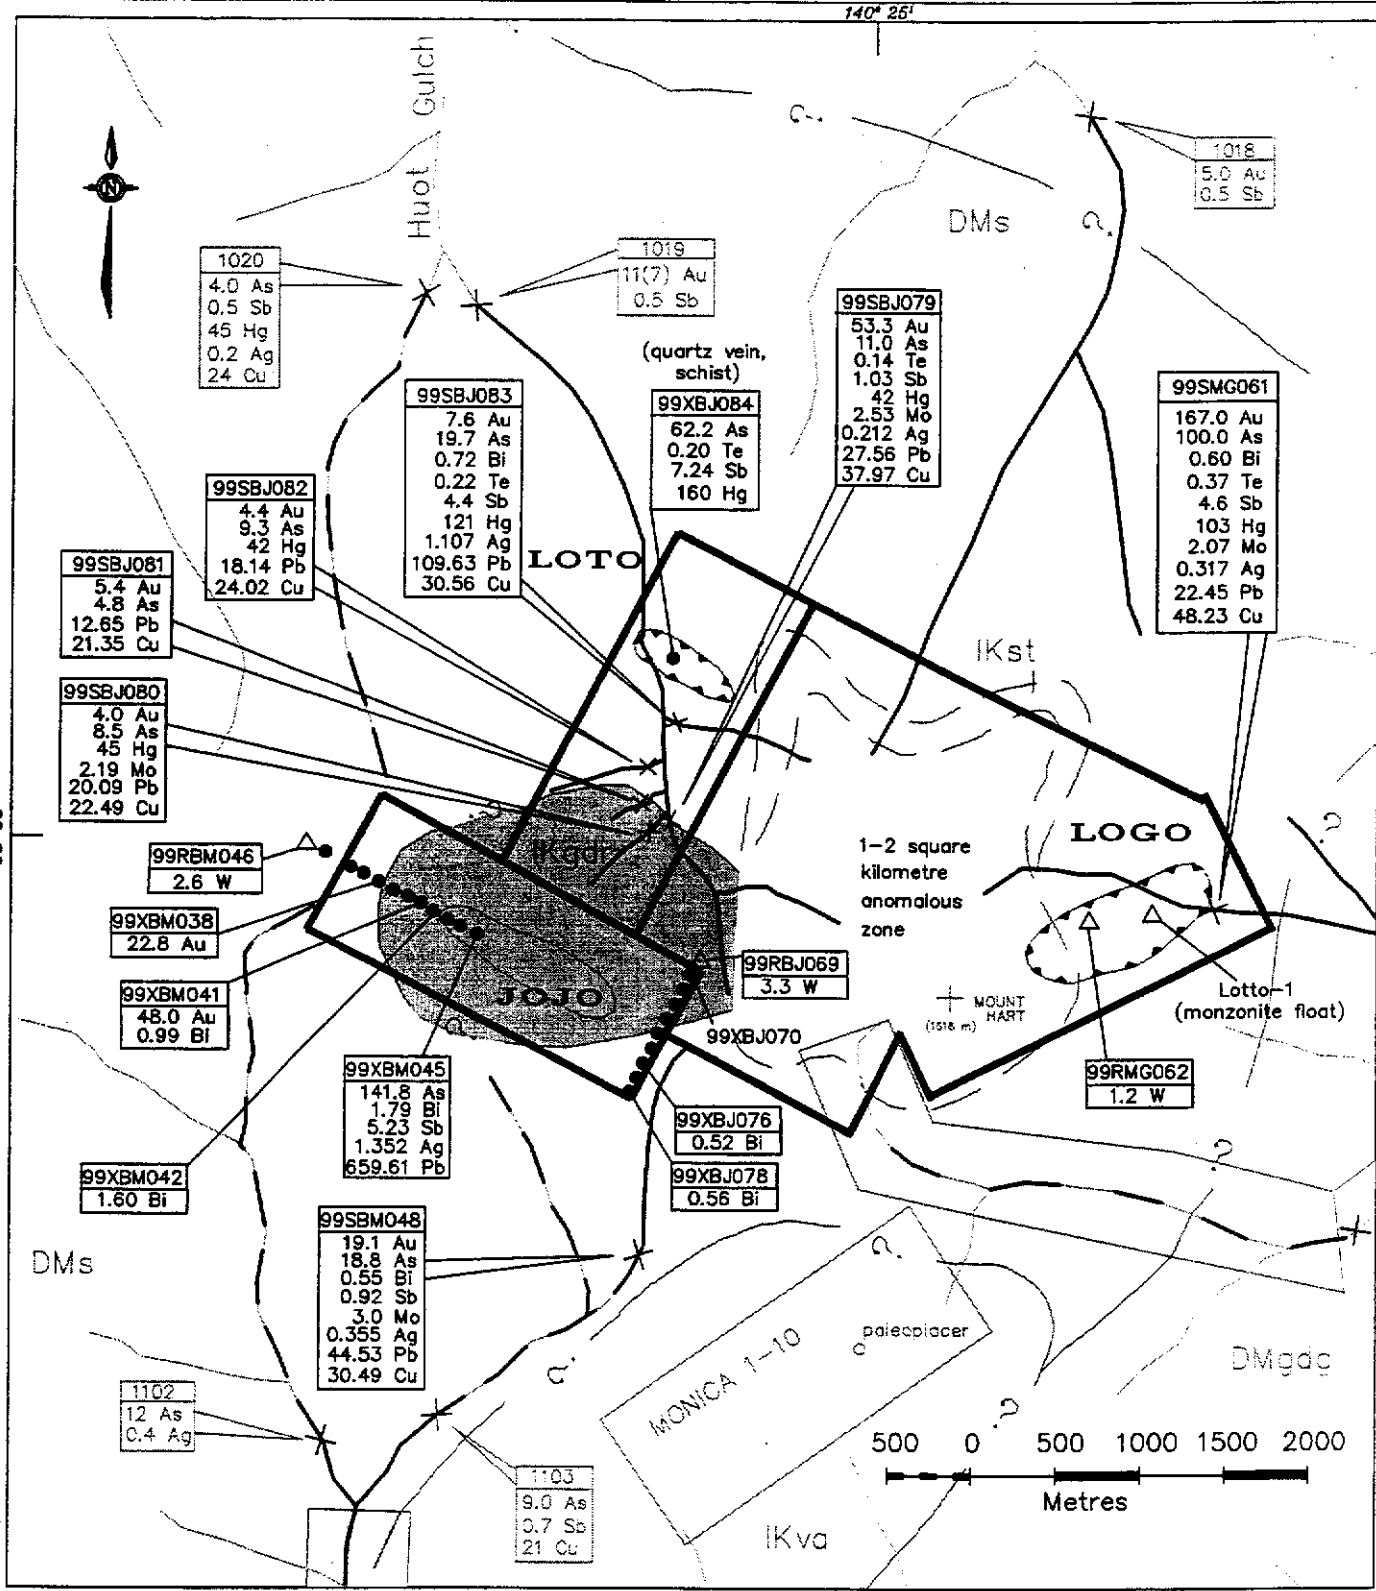 140° 25'
Huot Gulch
N
1018
5.0 Au
0.5 Sb
DMs
1020
4.0 As
0.5 Sb
45 Hg
0.2 Ag
24 Cu
1019
11(7) Au
0.5 Sb
99SBJ079
53.3 Au
11.0 As
0.14 Te
1.03 Sb
42 Hg
2.53 Mo
0.212 Ag
27.56 Pb
37.97 Cu
(quartz vein,
schist)
99XBJ084
62.2 As
0.20 Te
7.24 Sb
160 Hg
99SMG061
167.0 Au
100.0 As
0.60 Bi
0.37 Te
4.6 Sb
103 Hg
2.07 Mo
0.317 Ag
22.45 Pb
48.23 Cu
99SBJ083
7.6 Au
19.7 As
0.72 Bi
0.22 Te
4.4 Sb
121 Hg
1.107 Ag
109.63 Pb
30.56 Cu
99SBJ082
4.4 Au
9.3 As
42 Hg
18.14 Pb
24.02 Cu
LOTO
99SBJ081
5.4 Au
4.8 As
12.65 Pb
21.35 Cu
99SBJ080
4.0 Au
8.5 As
45 Hg
2.19 Mo
20.09 Pb
22.49 Cu
lKst
lKgdr
LOGO
1-2 square
kilometre
anomalous
zone
99RBM046
2.6 W
99XBM038
22.8 Au
99XBM041
48.0 Au
0.99 Bi
JOJO
99RBJ069
3.3 W
99XBJ070
MOUNT
HART
(1516 m)
Lotto-1
(monzonite float)
99RMG062
1.2 W
99XBM045
141.8 As
1.79 Bi
5.23 Sb
1.352 Ag
659.61 Pb
99XBJ076
0.52 Bi
99XBM042
1.60 Bi
99XBJ078
0.56 Bi
99SBM048
19.1 Au
18.8 As
0.55 Bi
0.92 Sb
3.0 Mo
0.355 Ag
44.53 Pb
30.49 Cu
DMs
paleoplacer
MONICA 1-10
DMgdg
1102
12 As
0.4 Ag
1103
9.0 As
0.7 Sb
21 Cu
500 0 500 1000 1500 2000
Metres
lKva